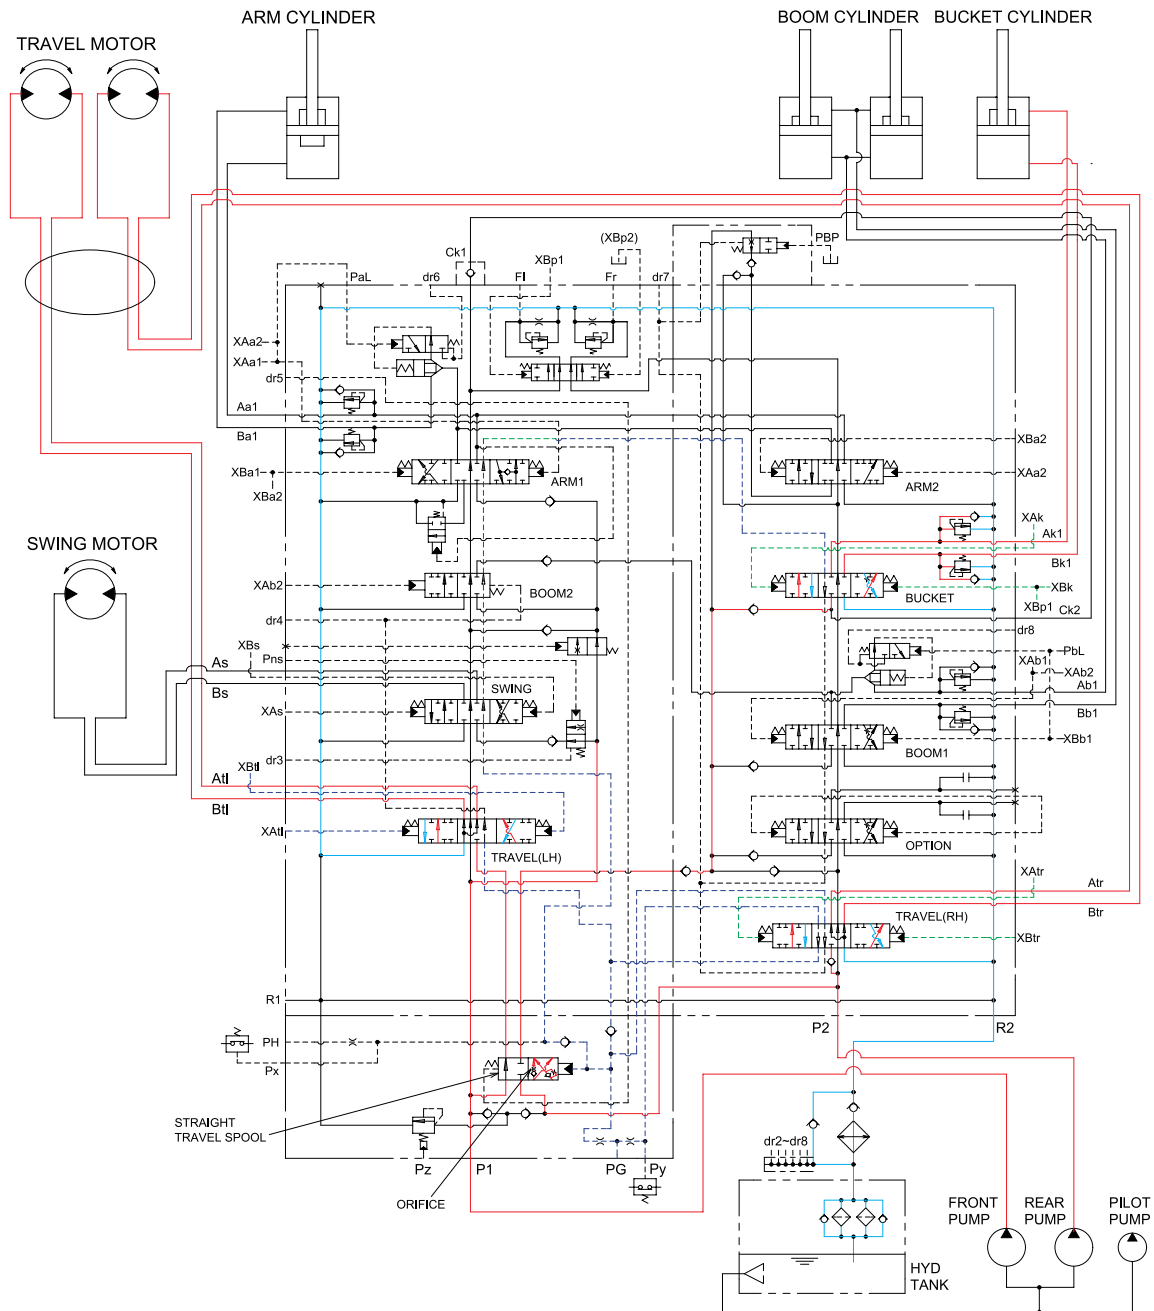 ARM CYLINDER
BOOM CYLINDER
BUCKET CYLINDER
TRAVEL MOTOR
Ck1
XBp1
(XBp2)
PBP
PaL
dr6
Fl
Fr
dr7
XAa2
XAa1
dr5
Aa1
Ba1
XBa2
XBa1
XBa2
ARM1
ARM2
XAa2
XAk
Ak1
SWING MOTOR
Bk1
XAb2
BOOM2
BUCKET
XBk
XBp1
Ck2
dr4
dr8
XBs
Pns
PbL
As
XAb1
XAb2
Bs
SWING
Ab1
XAs
Bb1
BOOM1
XBb1
dr3
XBtl
Atl
Btl
XAtl
OPTION
TRAVEL(LH)
XAtr
Atr
TRAVEL(RH)
Btr
XBtr
R1
P2
R2
PH
Px
STRAIGHT
TRAVEL SPOOL
Pz
P1
PG
Py
dr2~dr8
ORIFICE
FRONT
PUMP
REAR
PUMP
PILOT
PUMP
HYD
TANK